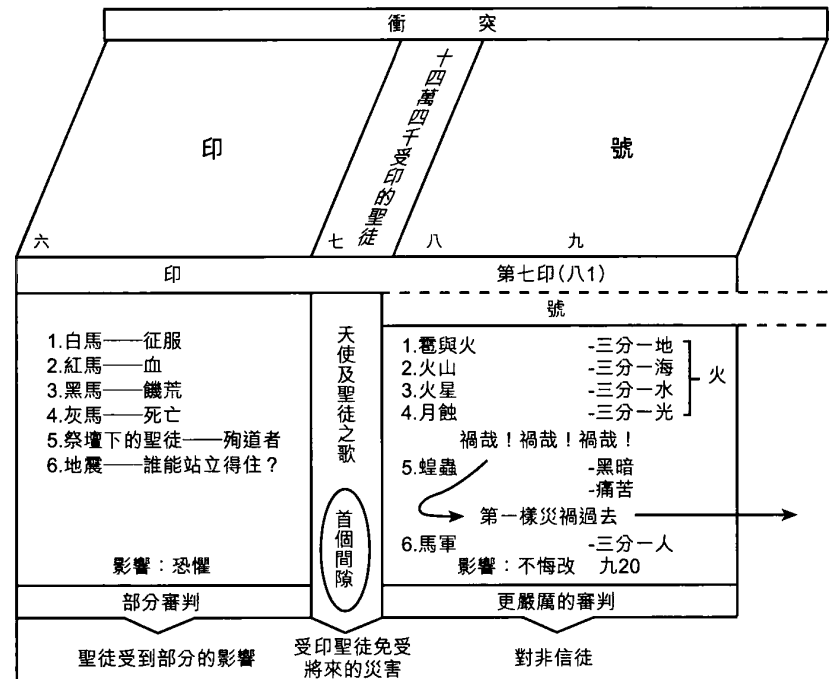 衝 突
印
十四萬四千受印的聖徒
號
六
七
八
九
印
第七印(八1)
1.白馬——征服
2.紅馬——血
3.黑馬——饑荒
4.灰馬——死亡
5.祭壇下的聖徒——殉道者
6.地震——誰能站立得住?
影響:恐懼
部分審判
聖徒受到部分的影響
天使及聖徒之歌
首個間隙
受印聖徒免受
將來的災害
號
1.雹與火 -三分一地
2.火山 -三分一海
3.火星 -三分一水
4.月蝕 -三分一光
火
禍哉!禍哉!禍哉!
5.蝗蟲 -黑暗
-痛苦
第一樣災禍過去
6.馬軍 -三分一人
影響:不悔改 九20
更嚴厲的審判
對非信徒